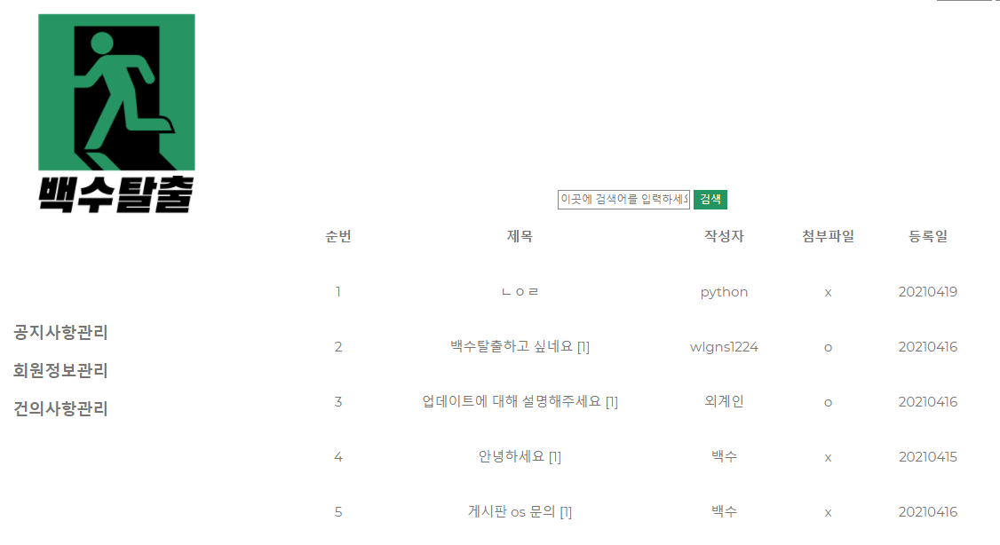 백수탈출
이곳에 검색어를 입력하세요 검색
순번 제목 작성자 첨부파일 등록일
1 ㄴㅇㄹ python x 20210419
공지사항관리
2 백수탈출하고 싶네요 [1] wlgns1224 o 20210416
회원정보관리
3 업데이트에 대해 설명해주세요 [1] 외계인 o 20210416
건의사항관리
4 안녕하세요 [1] 백수 x 20210415
5 게시판 os 문의 [1] 백수 x 20210416